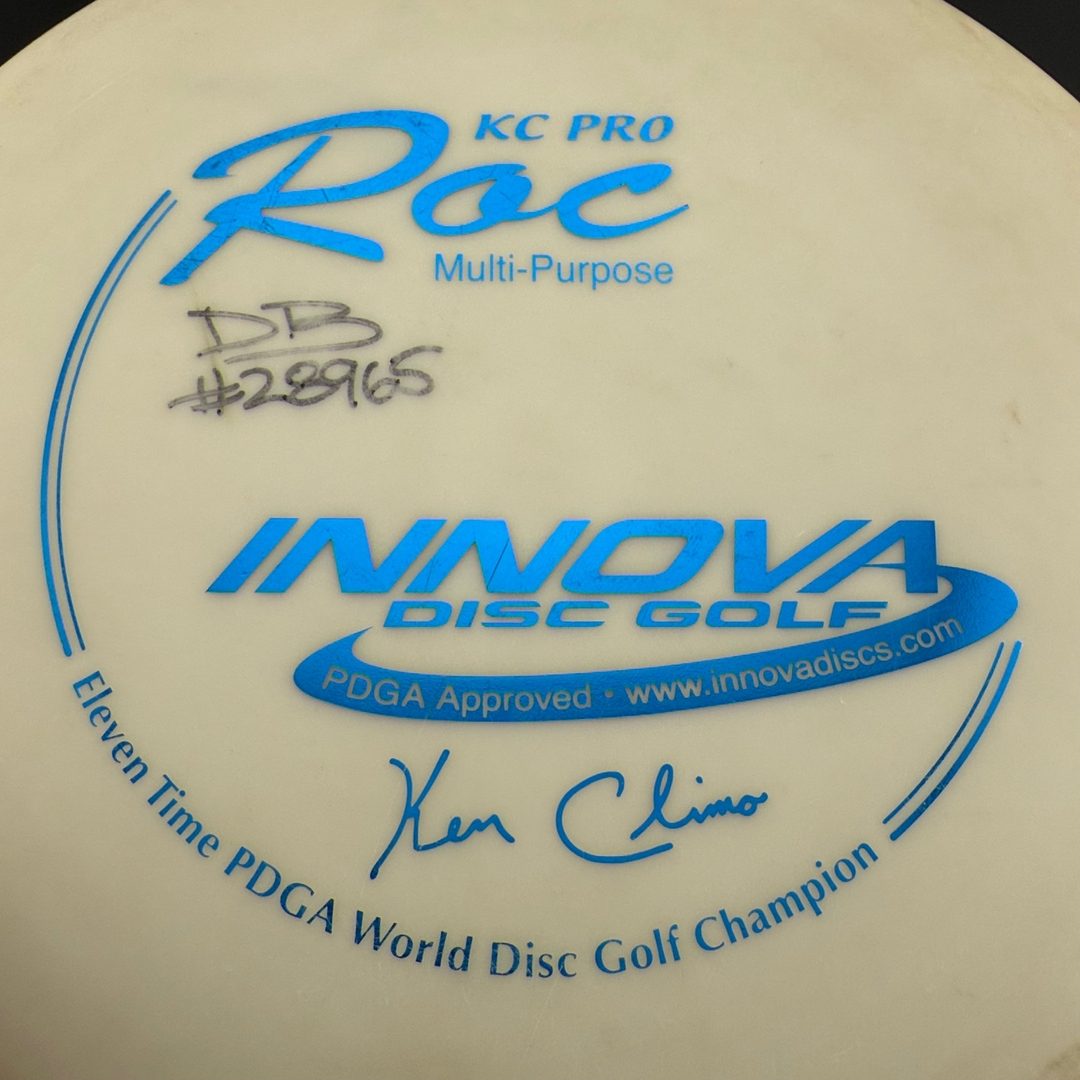 KC PRO
Roc
Multi-Purpose
DB
#28965
INNOVA
DISC GOLF
PDGA Approved • www.innovadiscs.com
Ken Climo
Eleven Time PDGA World Disc Golf Champion